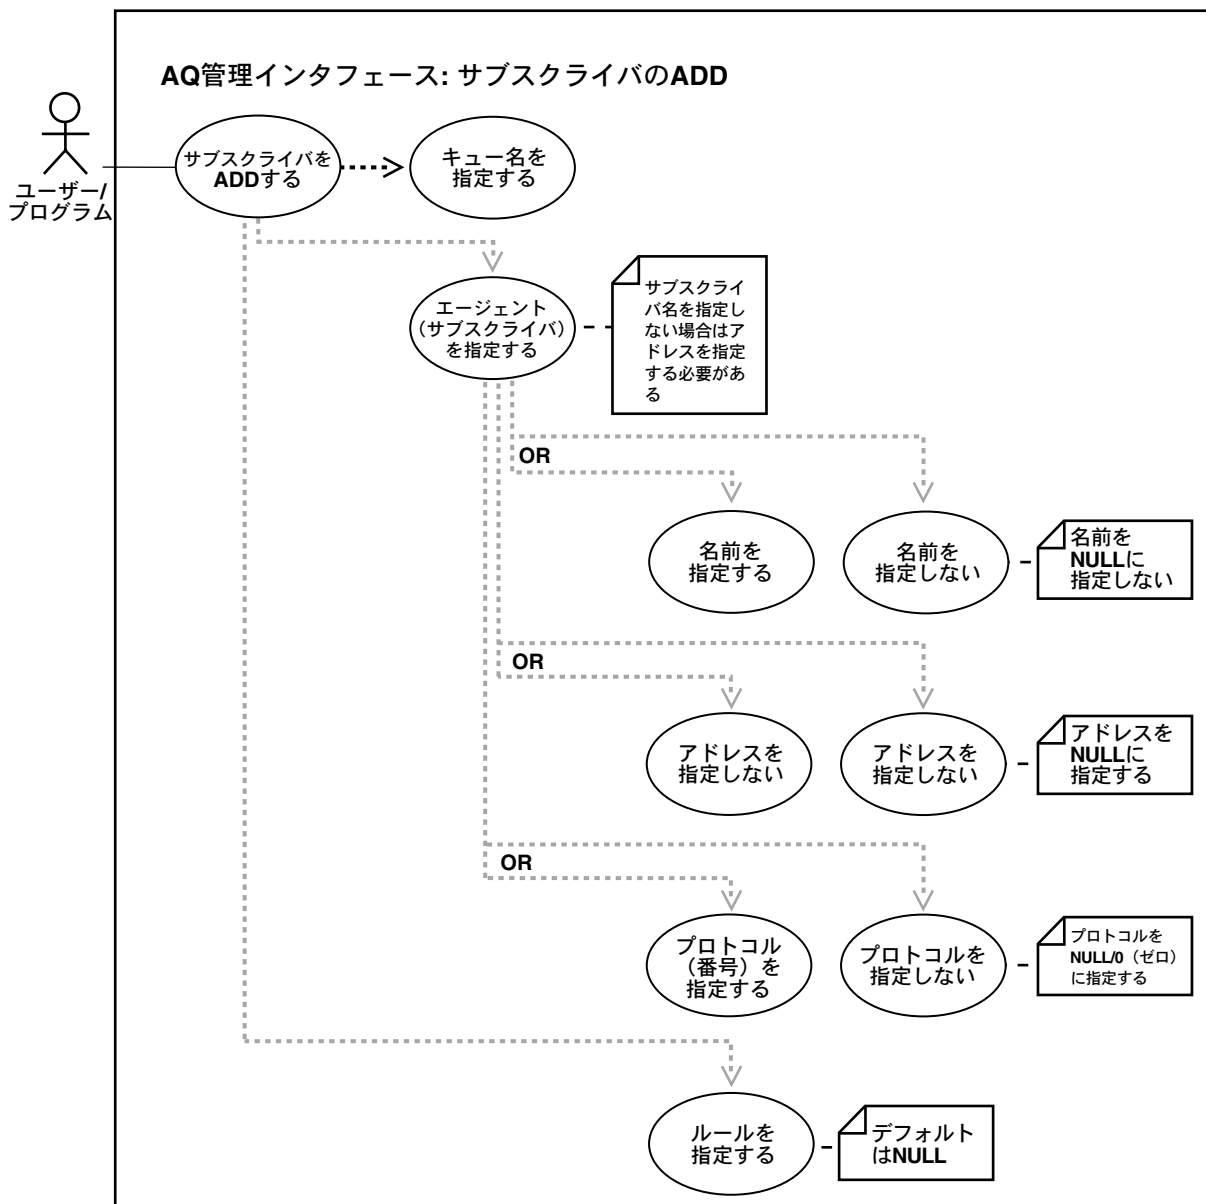 AQ管理インタフェース: サブスクライバのADD
ユーザー/
プログラム
サブスクライバを
ADDする
キュー名を
指定する
エージェント
（サブスクライバ）
を指定する
サブスクライ
バ名を指定し
ない場合はア
ドレスを指定
する必要があ
る
OR
名前を
指定する
名前を
指定しない
名前を
NULLに
指定しない
OR
アドレスを
指定しない
アドレスを
指定しない
アドレスを
NULLに
指定する
OR
プロトコル
（番号）を
指定する
プロトコルを
指定しない
プロトコルを
NULL/0（ゼロ）
に指定する
ルールを
指定する
デフォルト
はNULL